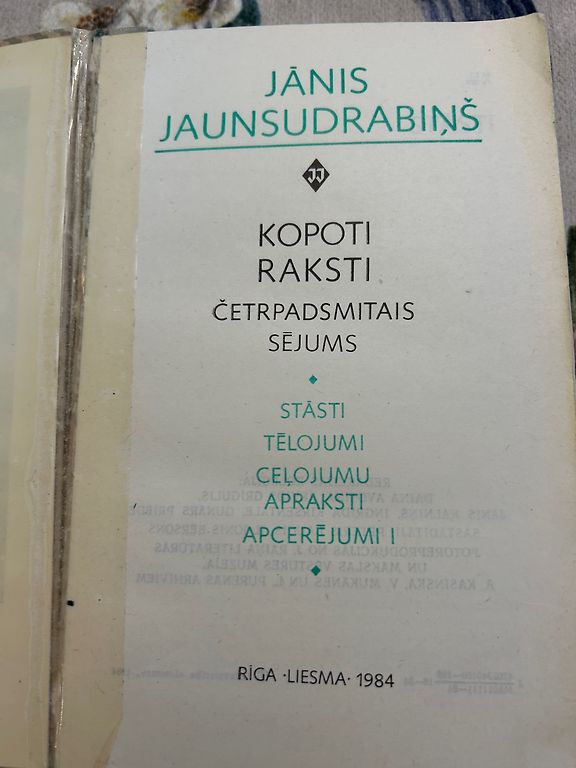 JĀNIS
JAUNSUDRABIŅŠ
JJ
KOPOTI
RAKSTI
ČETRPADSMITAIS
SĒJUMS
STĀSTI
TĒLOJUMI
CEĻOJUMU
APRAKSTI
APCERĒJUMI I
RĪGA ·LIESMA· 1984